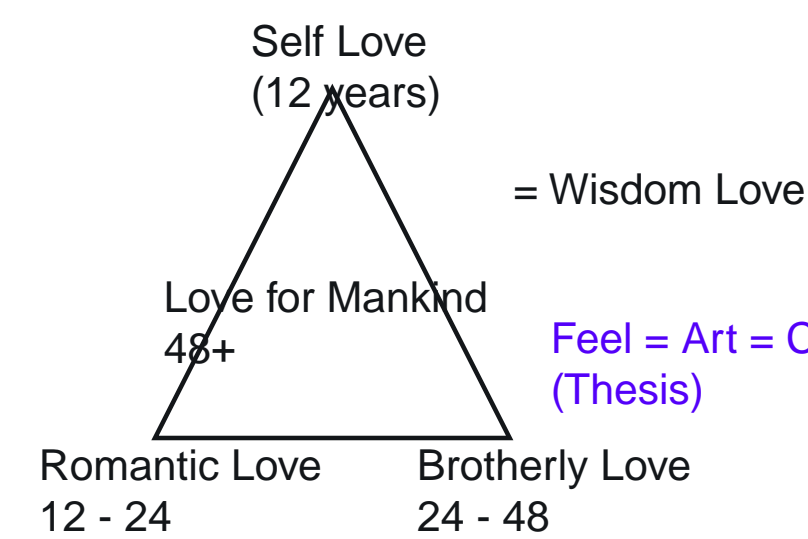 Self Love
(12 years)
= Wisdom Love
Love for Mankind
48+
Feel = Art =
(Thesis)
Romantic Love
12 - 24
Brotherly Love
24 - 48